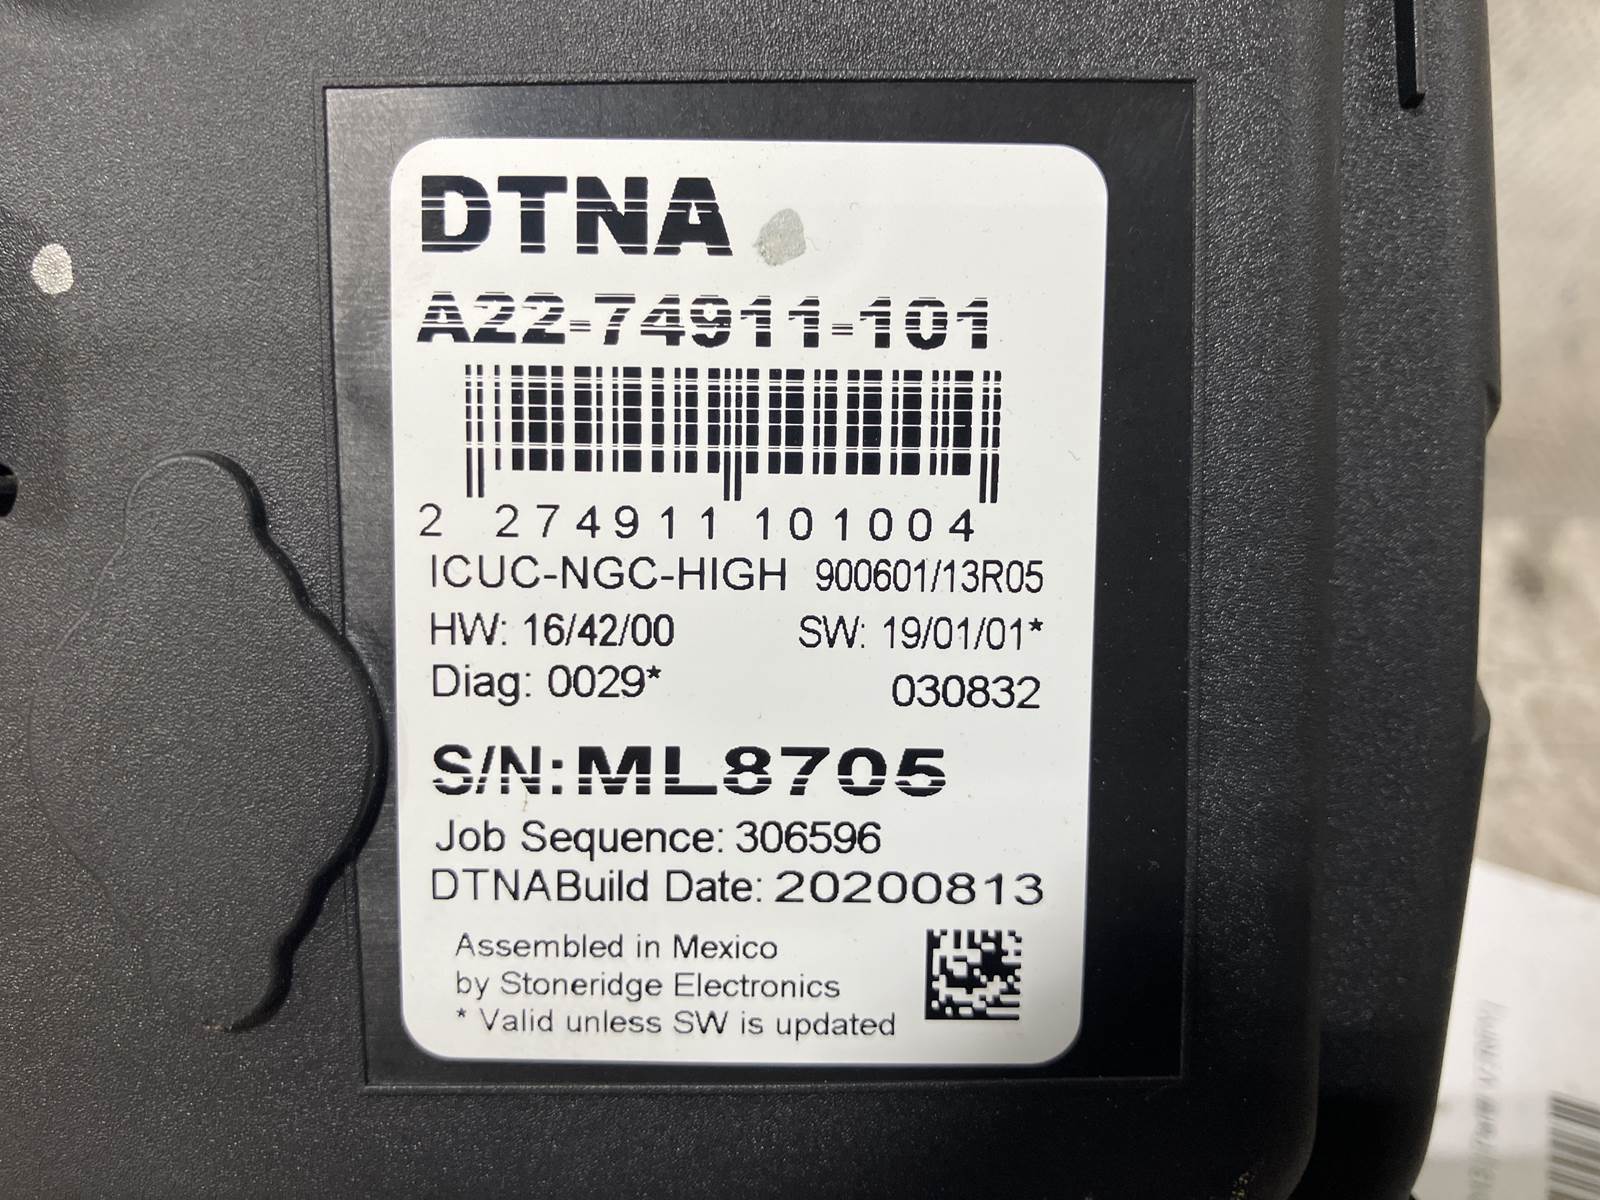 DTNA
A22-74911-101
2 274911 101004
ICUC-NGC-HIGH 900601/13R05
HW: 16/42/00 SW: 19/01/01*
Diag: 0029* 030832
S/N:ML8705
Job Sequence: 306596
DTNABuild Date: 20200813
Assembled in Mexico
by Stoneridge Electronics
* Valid unless SW is updated